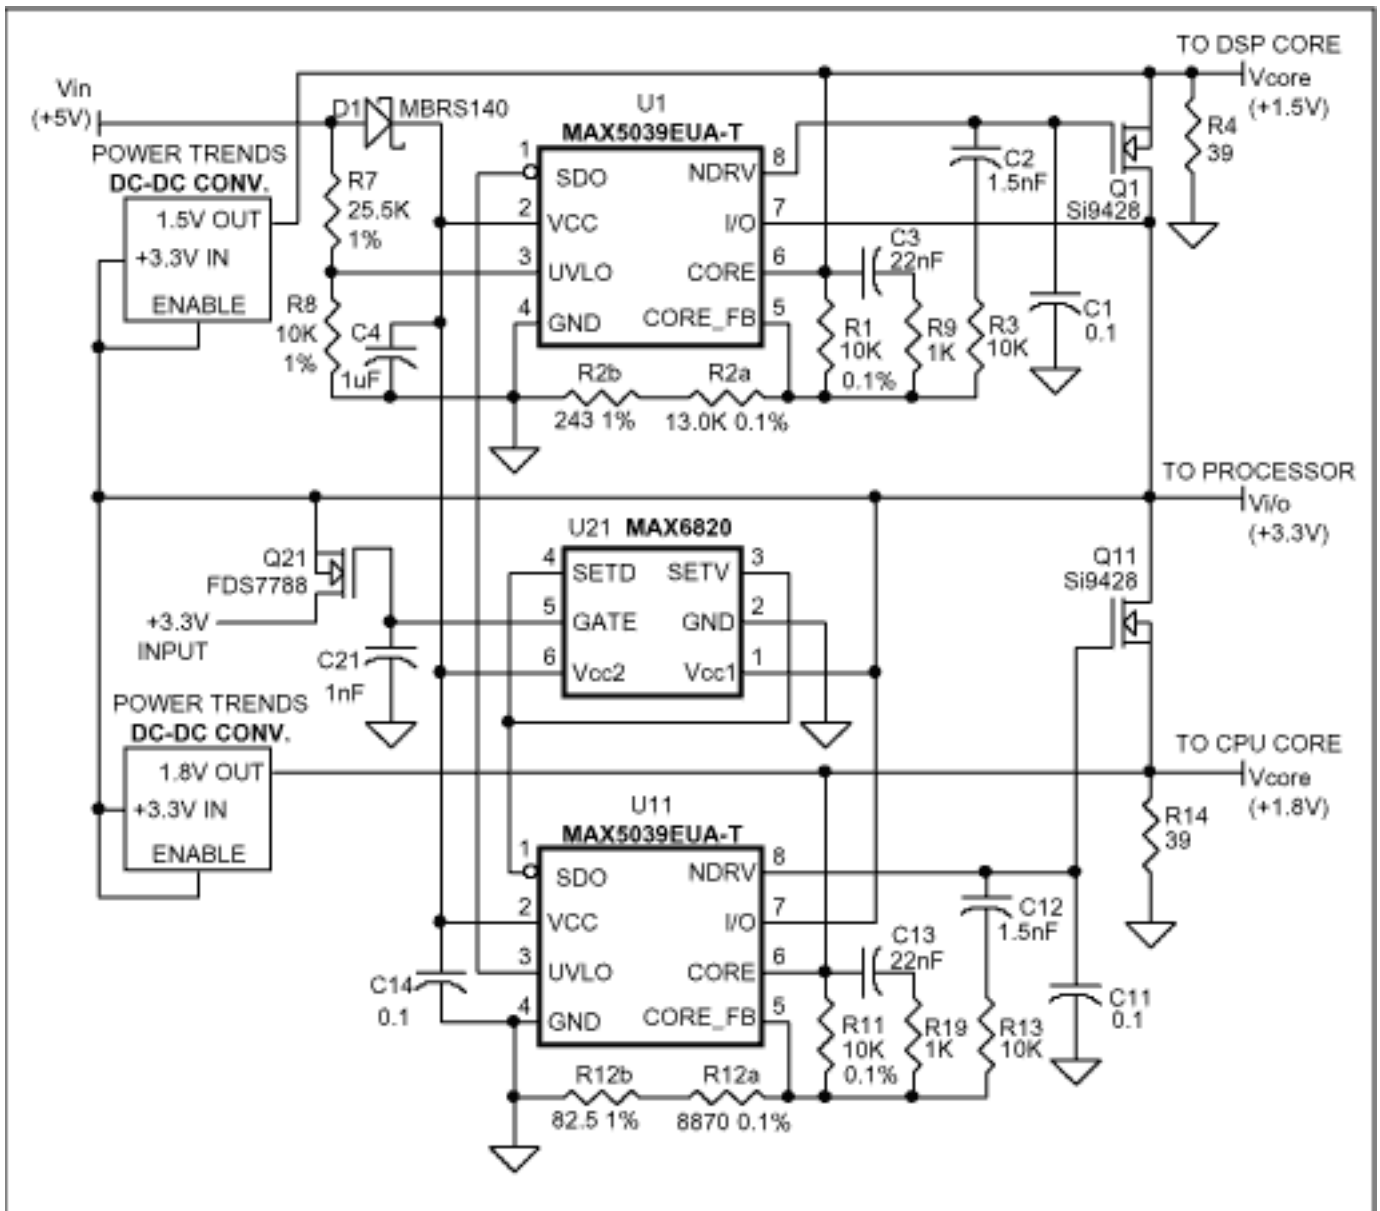 TO DSP CORE
Vcore
(+1.5V)
Vin
(+5V)
D1
MBRS140
POWER TRENDS
DC-DC CONV.
1.5V OUT
+3.3V IN
ENABLE
R7
25.5K
1%
R8
10K
1%
C4
1uF
U1
MAX5039EUA-T
1
SDO
2
VCC
3
UVLO
4
GND
NDRV
8
I/O
7
CORE
6
CORE_FB
5
R2b
243 1%
R2a
13.0K 0.1%
C3
22nF
R1
10K
0.1%
R9
1K
R3
10K
C2
1.5nF
C1
0.1
Q1
Si9428
R4
39
TO PROCESSOR
Vi/o
(+3.3V)
Q21
FDS7788
+3.3V
INPUT
C21
1nF
U21 MAX6820
4
SETD
5
GATE
6
Vcc2
SETV
3
GND
2
Vcc1
1
Q11
Si9428
POWER TRENDS
DC-DC CONV.
1.8V OUT
+3.3V IN
ENABLE
TO CPU CORE
Vcore
(+1.8V)
R14
39
U11
MAX5039EUA-T
1
SDO
2
VCC
3
UVLO
4
GND
NDRV
8
I/O
7
CORE
6
CORE_FB
5
C14
0.1
R12b
82.5 1%
R12a
8870 0.1%
C13
22nF
R11
10K
0.1%
R19
1K
R13
10K
C12
1.5nF
C11
0.1